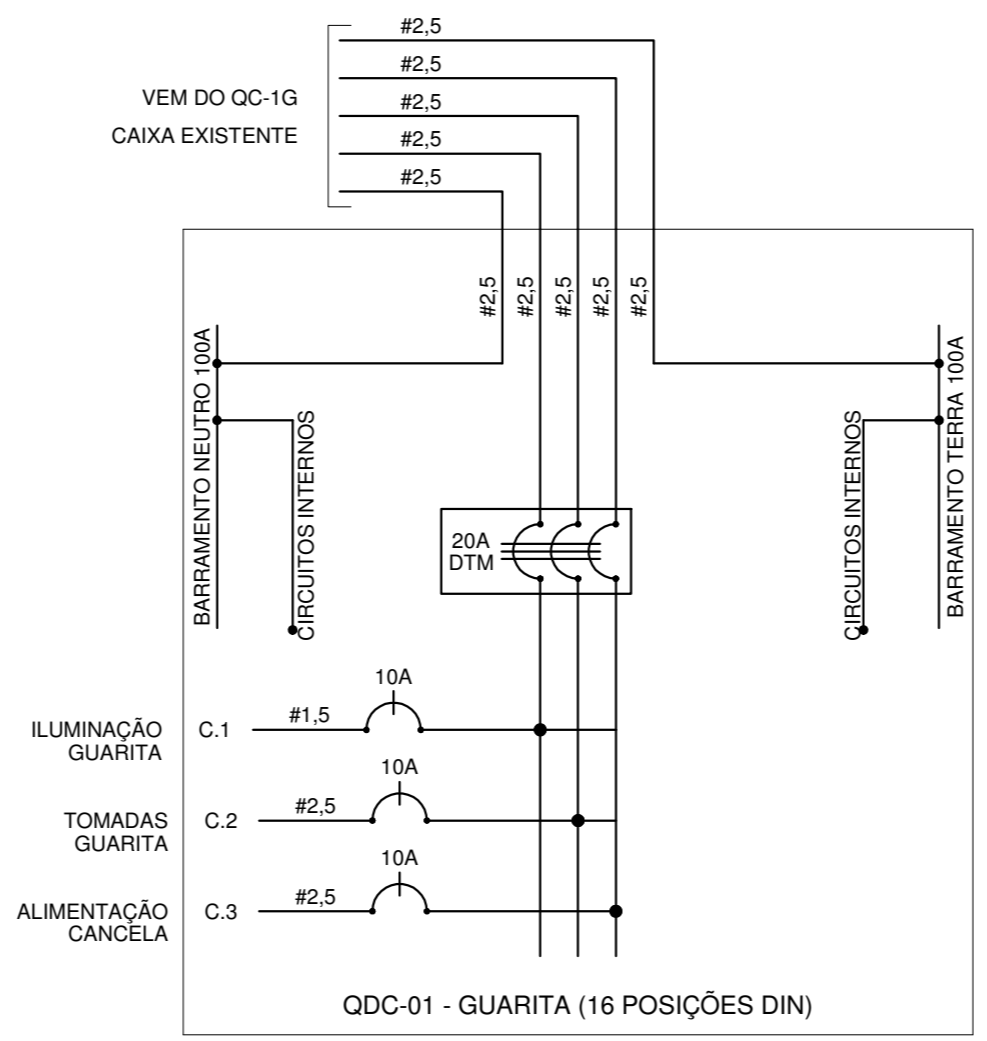 #2,5
#2,5
VEM DO QC-1G
#2,5
CAIXA EXISTENTE
#2,5
#2,5
#2,5
#2,5
#2,5
#2,5
#2,5
BARRAMENTO NEUTRO 100A
CIRCUITOS INTERNOS
CIRCUITOS INTERNOS
BARRAMENTO TERRA 100A
20A
DTM
10A
ILUMINAÇÃO
GUARITA
C.1
#1,5
10A
TOMADAS
GUARITA
C.2
#2,5
10A
ALIMENTAÇÃO
CANCELA
C.3
#2,5
QDC-01 - GUARITA (16 POSIÇÕES DIN)